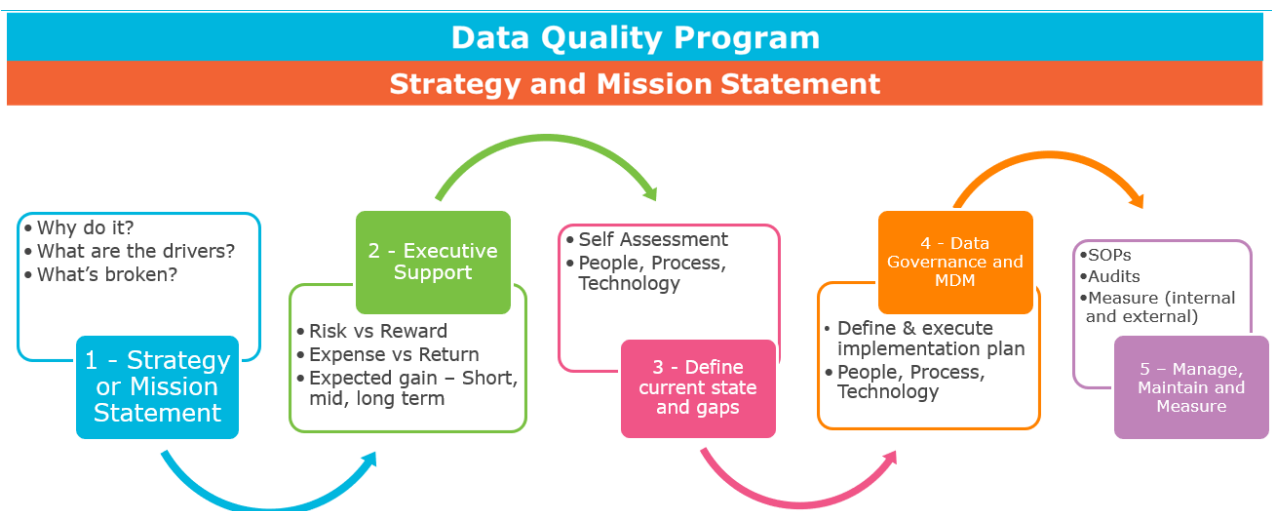 Data Quality Program
Strategy and Mission Statement
• Why do it?
• What are the drivers?
• What's broken?
1 - Strategy
or Mission
Statement
2 - Executive
Support
• Risk vs Reward
• Expense vs Return
• Expected gain – Short,
mid, long term
• Self Assessment
• People, Process,
Technology
3 - Define
current state
and gaps
4 - Data
Governance and
MDM
• Define & execute
implementation plan
• People, Process,
Technology
•SOPs
•Audits
•Measure (internal
and external)
5 – Manage,
Maintain and
Measure